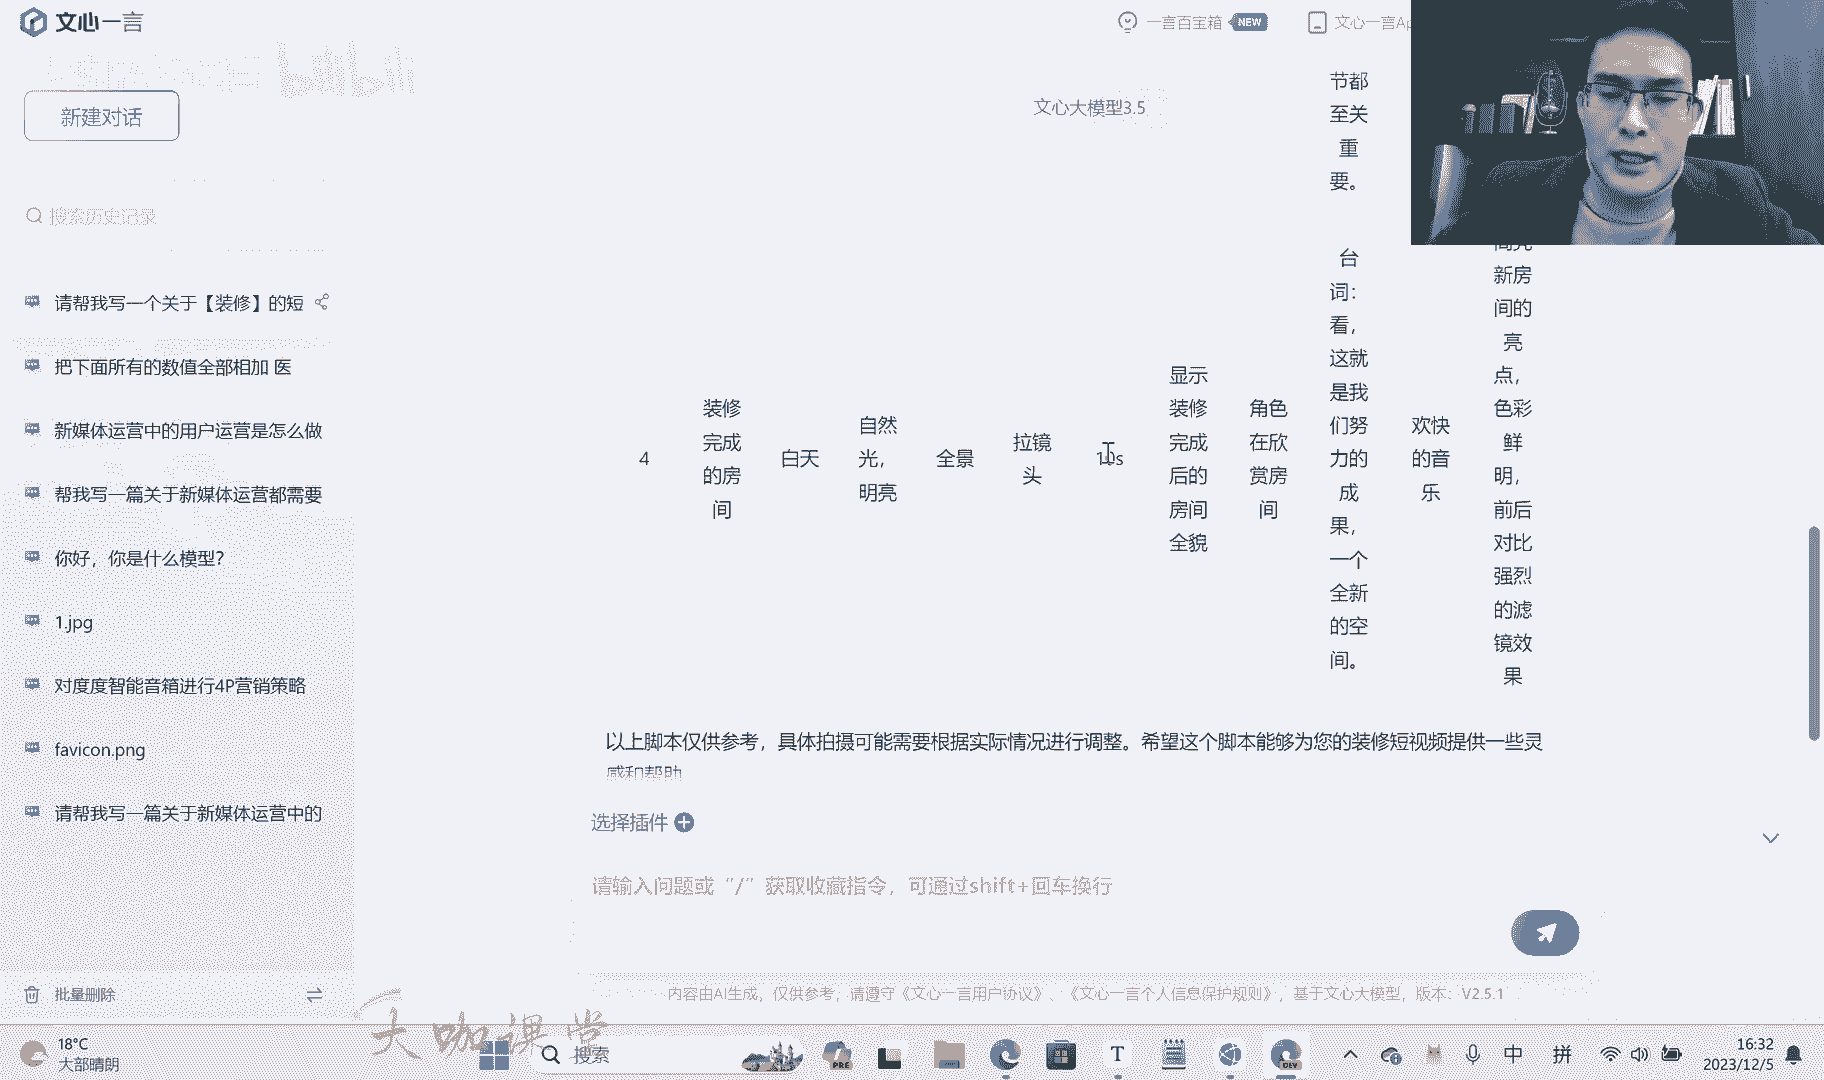 文心一言
一言百宝箱 NEW
文心一言Ap
bilibili
新建对话
文心大模型3.5
搜索历史记录
请帮我写一个关于【装修】的短
把下面所有的数值全部相加 医
新媒体运营中的用户运营是怎么做
帮我写一篇关于新媒体运营都需要
你好，你是什么模型？
1.jpg
对度度智能音箱进行4P营销策略
favicon.png
请帮我写一篇关于新媒体运营中的
批量删除
节都
至关
重
要。
4
装修
完成
的房
间
白天
自然
光，
明亮
全景
拉镜
头
10s
显示
装修
完成
后的
房间
全貌
角色
在欣
赏房
间
台
词：
看，
这就
是我
们努
力的
成
果，
一个
全新
的空
间。
欢快
的音
乐
新房
间的
亮
点，
色彩
鲜
明，
前后
对比
强烈
的滤
镜效
果
以上脚本仅供参考，具体拍摄可能需要根据实际情况进行调整。希望这个脚本能够为您的装修短视频提供一些灵
感和帮助
选择插件
请输入问题或“/”获取收藏指令，可通过shift+回车换行
内容由AI生成，仅供参考，请遵守《文心一言用户协议》、《文心一言个人信息保护规则》，基于文心大模型，版本：V2.5.1
大咖课堂
18°C
大部晴朗
搜索
PRE
T
DEV
中
拼
16:32
2023/12/5